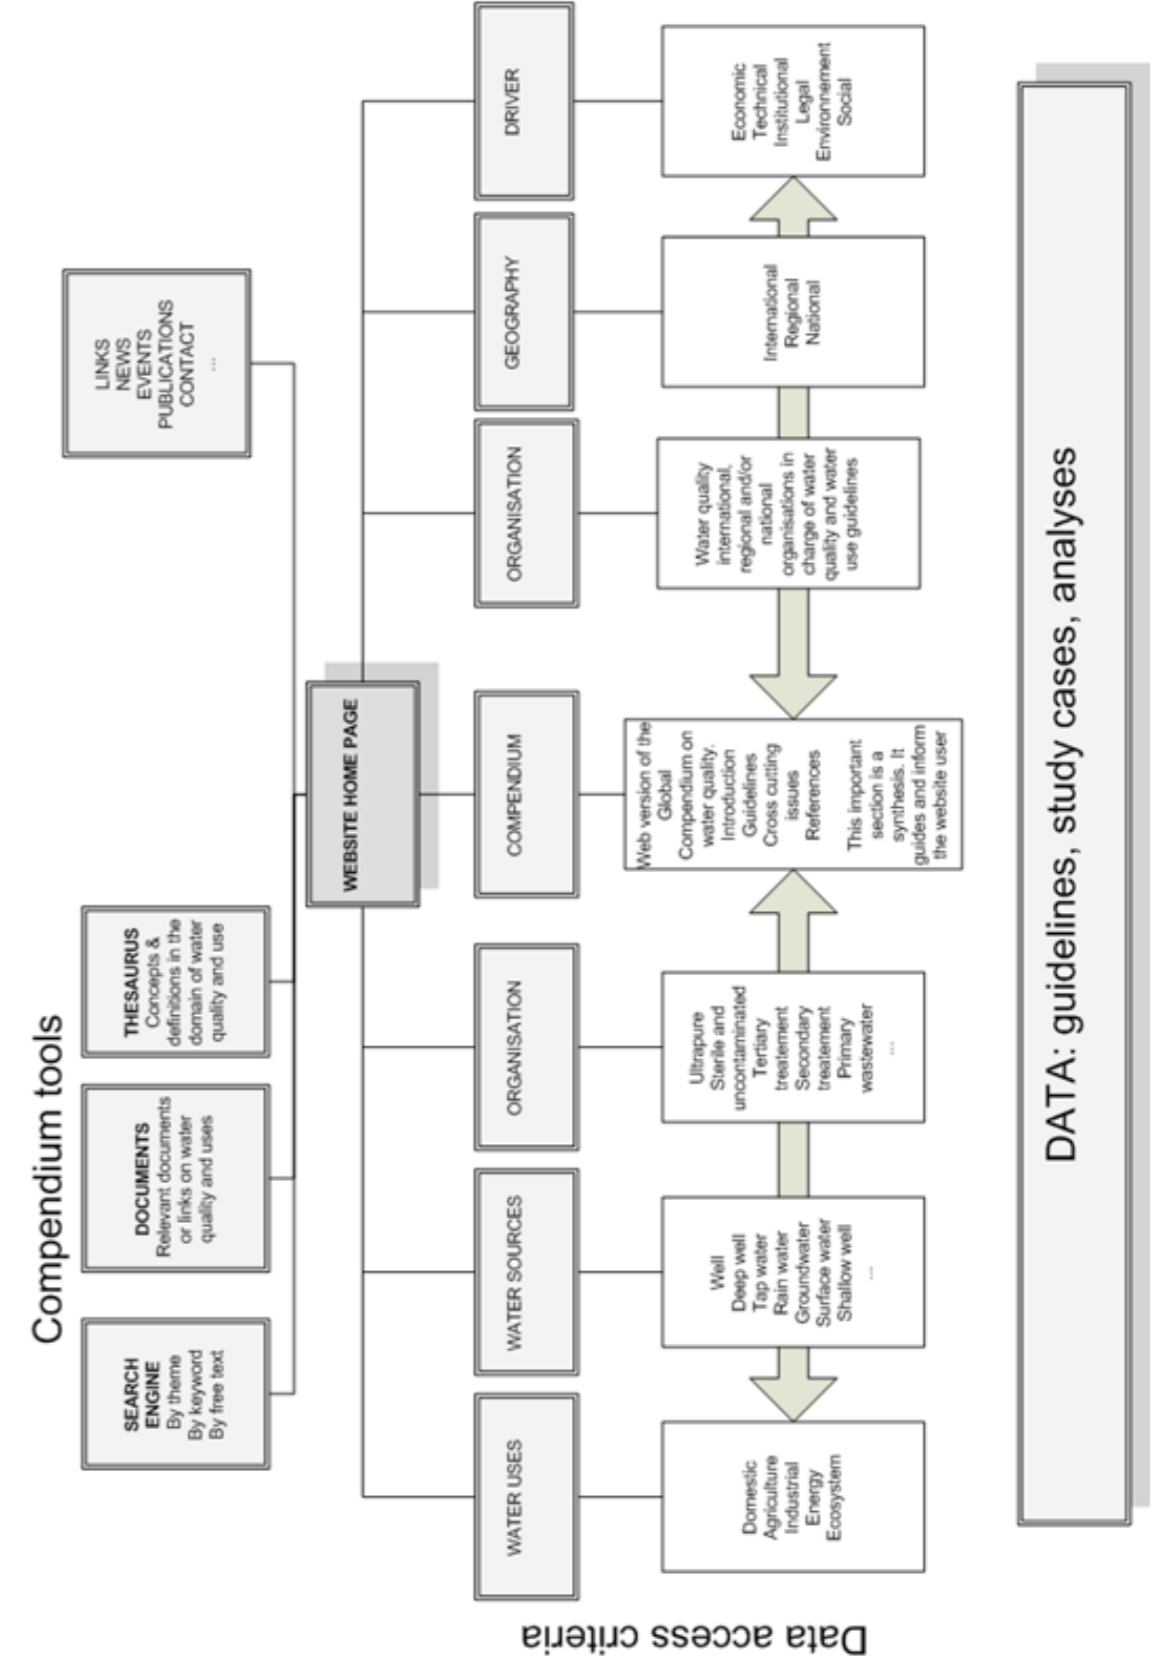 Compendium tools
SEARCH
ENGINE
By theme
By keyword
By free text
DOCUMENTS
Relevant documents
or links on water
quality and uses
THESAURUS
Concepts &
definitions in the
domain of water
quality and use
LINKS
NEWS
EVENTS
PUBLICATIONS
CONTACT
...
WEBSITE HOME PAGE
Data access criteria
WATER USES
WATER SOURCES
ORGANISATION
COMPENDIUM
ORGANISATION
GEOGRAPHY
DRIVER
Domestic
Agriculture
Industrial
Energy
Ecosystem
Well
Deep well
Tap water
Rain water
Groundwater
Surface water
Shallow well
...
Ultrapure
Sterile and
uncontaminated
Tertiary
treatement
Secondary
treatement
Primary
wastewater
...
Web version of the
Global
Compendium on
water quality.
Introduction
Guidelines
Cross cutting
issues
References
This important
section is a
synthesis. It
guides and inform
the website user
Water quality
international,
regional and/or
national
organisations in
charge of water
quality and water
use guidelines
International
Regional
National
Economic
Technical
Institutional
Legal
Environnement
Social
DATA: guidelines, study cases, analyses